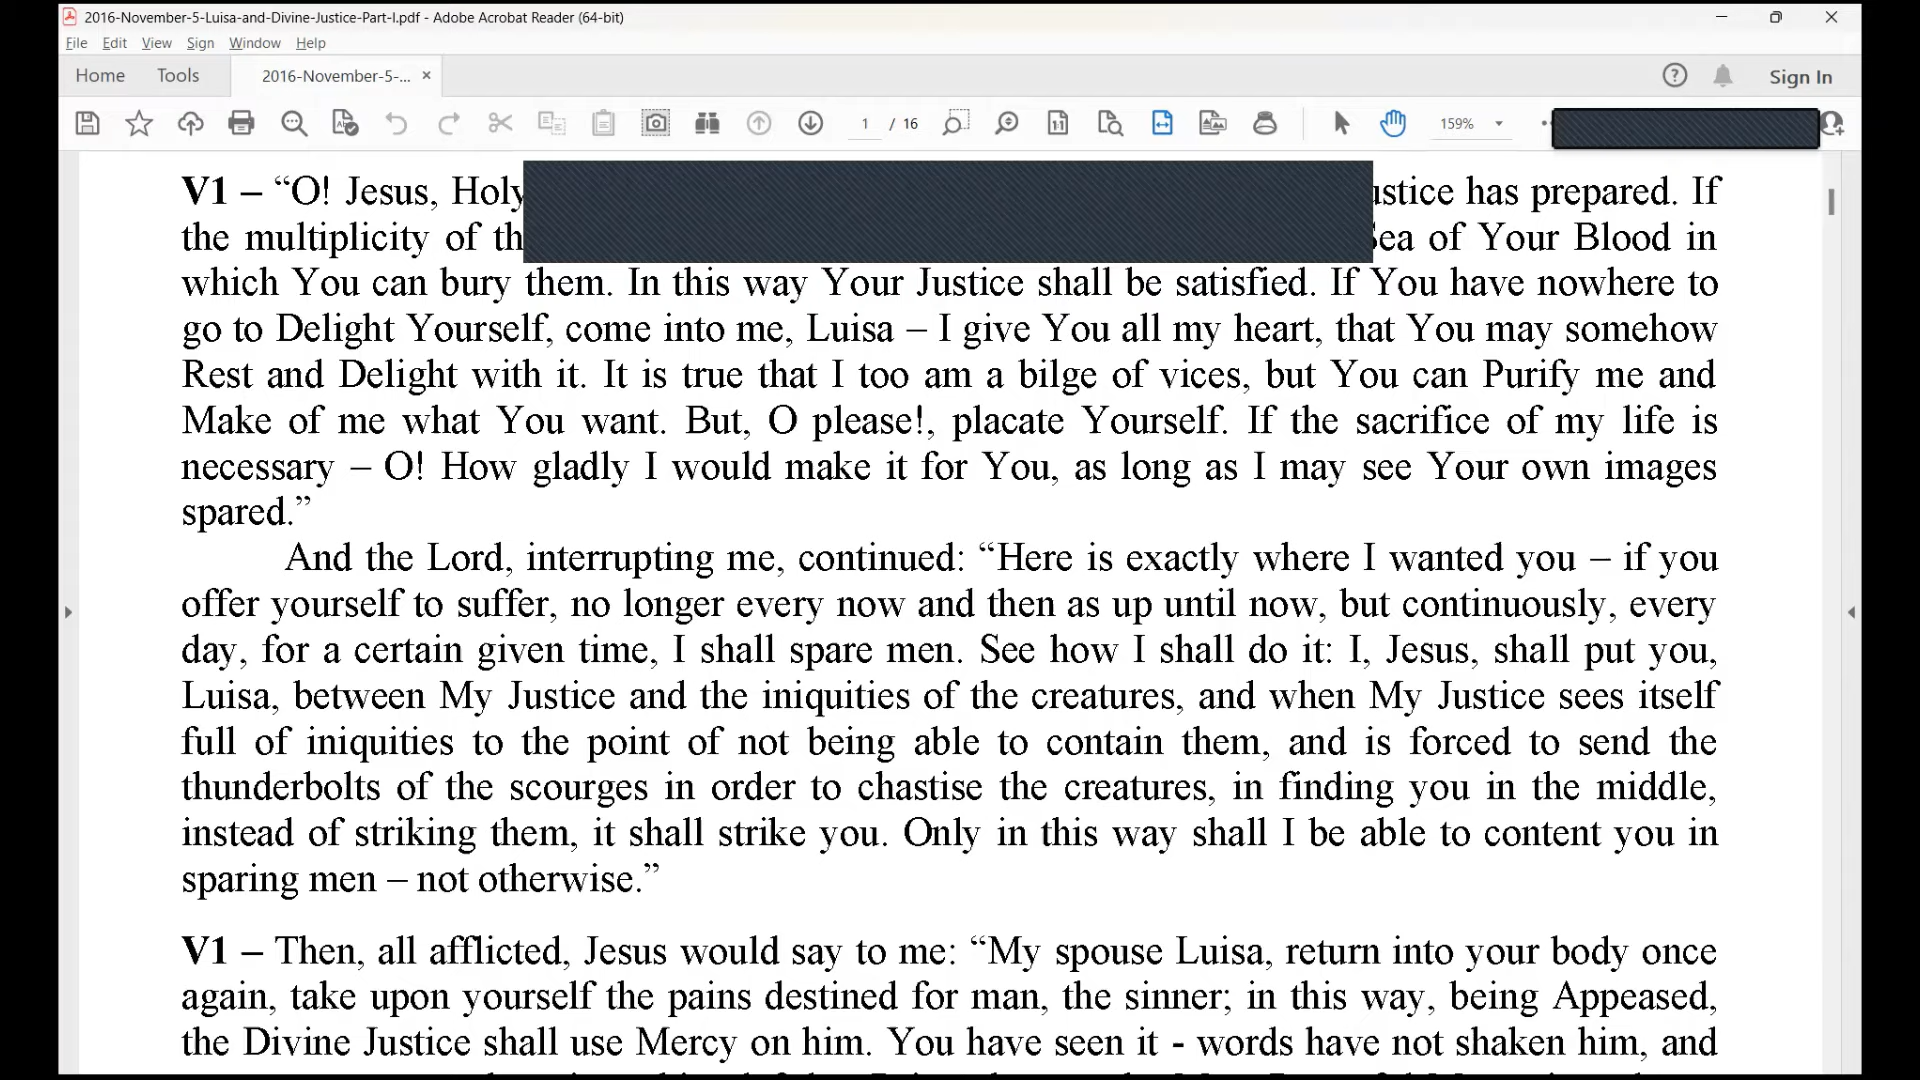 2016-November-5-Luisa-and-Divine-Justice-Part-I.pdf - Adobe Acrobat Reader (64-bit)
File Edit View Sign Window Help
Home Tools 2016-November-5-... × Sign In
1 / 16 159%
V1 – “O! Jesus, Holy ustice has prepared. If
the multiplicity of th Sea of Your Blood in
which You can bury them. In this way Your Justice shall be satisfied. If You have nowhere to
go to Delight Yourself, come into me, Luisa – I give You all my heart, that You may somehow
Rest and Delight with it. It is true that I too am a bilge of vices, but You can Purify me and
Make of me what You want. But, O please!, placate Yourself. If the sacrifice of my life is
necessary – O! How gladly I would make it for You, as long as I may see Your own images
spared.”
And the Lord, interrupting me, continued: “Here is exactly where I wanted you – if you
offer yourself to suffer, no longer every now and then as up until now, but continuously, every
day, for a certain given time, I shall spare men. See how I shall do it: I, Jesus, shall put you,
Luisa, between My Justice and the iniquities of the creatures, and when My Justice sees itself
full of iniquities to the point of not being able to contain them, and is forced to send the
thunderbolts of the scourges in order to chastise the creatures, in finding you in the middle,
instead of striking them, it shall strike you. Only in this way shall I be able to content you in
sparing men – not otherwise.”
V1 – Then, all afflicted, Jesus would say to me: “My spouse Luisa, return into your body once
again, take upon yourself the pains destined for man, the sinner; in this way, being Appeased,
the Divine Justice shall use Mercy on him. You have seen it - words have not shaken him, and